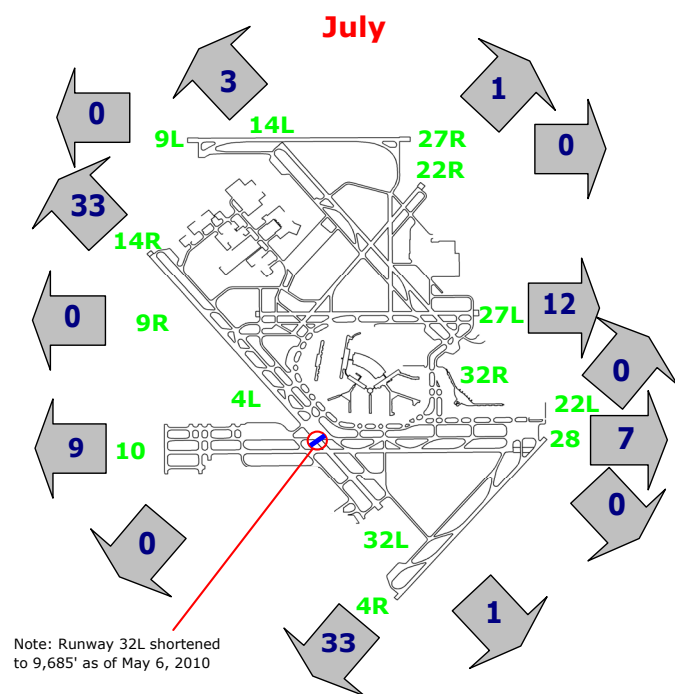 July
3
1
0
14L
9L
27R
0
22R
33
14R
12
0
9R
27L
0
32R
4L
22L
9
10
28
7
0
0
32L
4R
1
33
Note: Runway 32L shortened
to 9,685' as of May 6, 2010